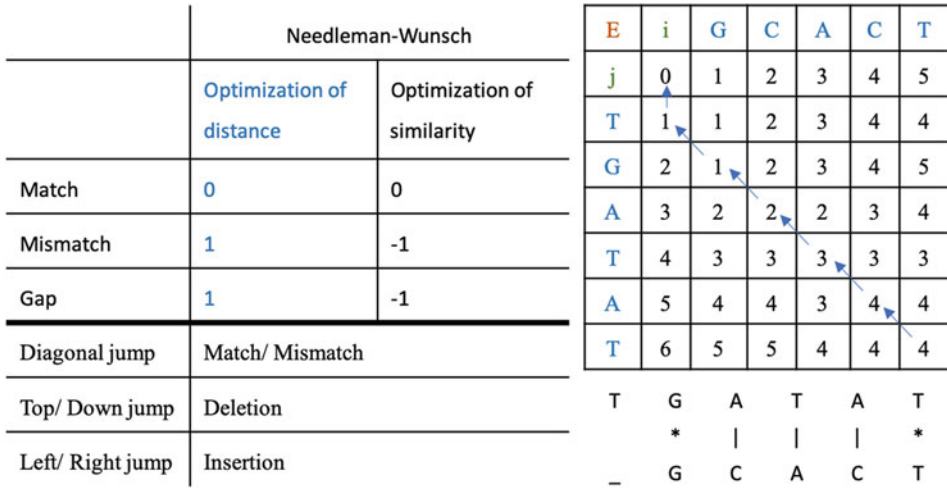 Needleman-Wunsch
Optimization of distance Optimization of similarity
Match 0 0
Mismatch 1 -1
Gap 1 -1
Diagonal jump Match/ Mismatch
Top/ Down jump Deletion
Left/ Right jump Insertion
E i G C A C T
j 0 1 2 3 4 5
T 1 1 2 3 4 4
G 2 1 2 3 4 5
A 3 2 2 2 3 4
T 4 3 3 3 3 3
A 5 4 4 3 4 4
T 6 5 5 4 4 4
T G A T A T
* | | | *
_ G C A C T